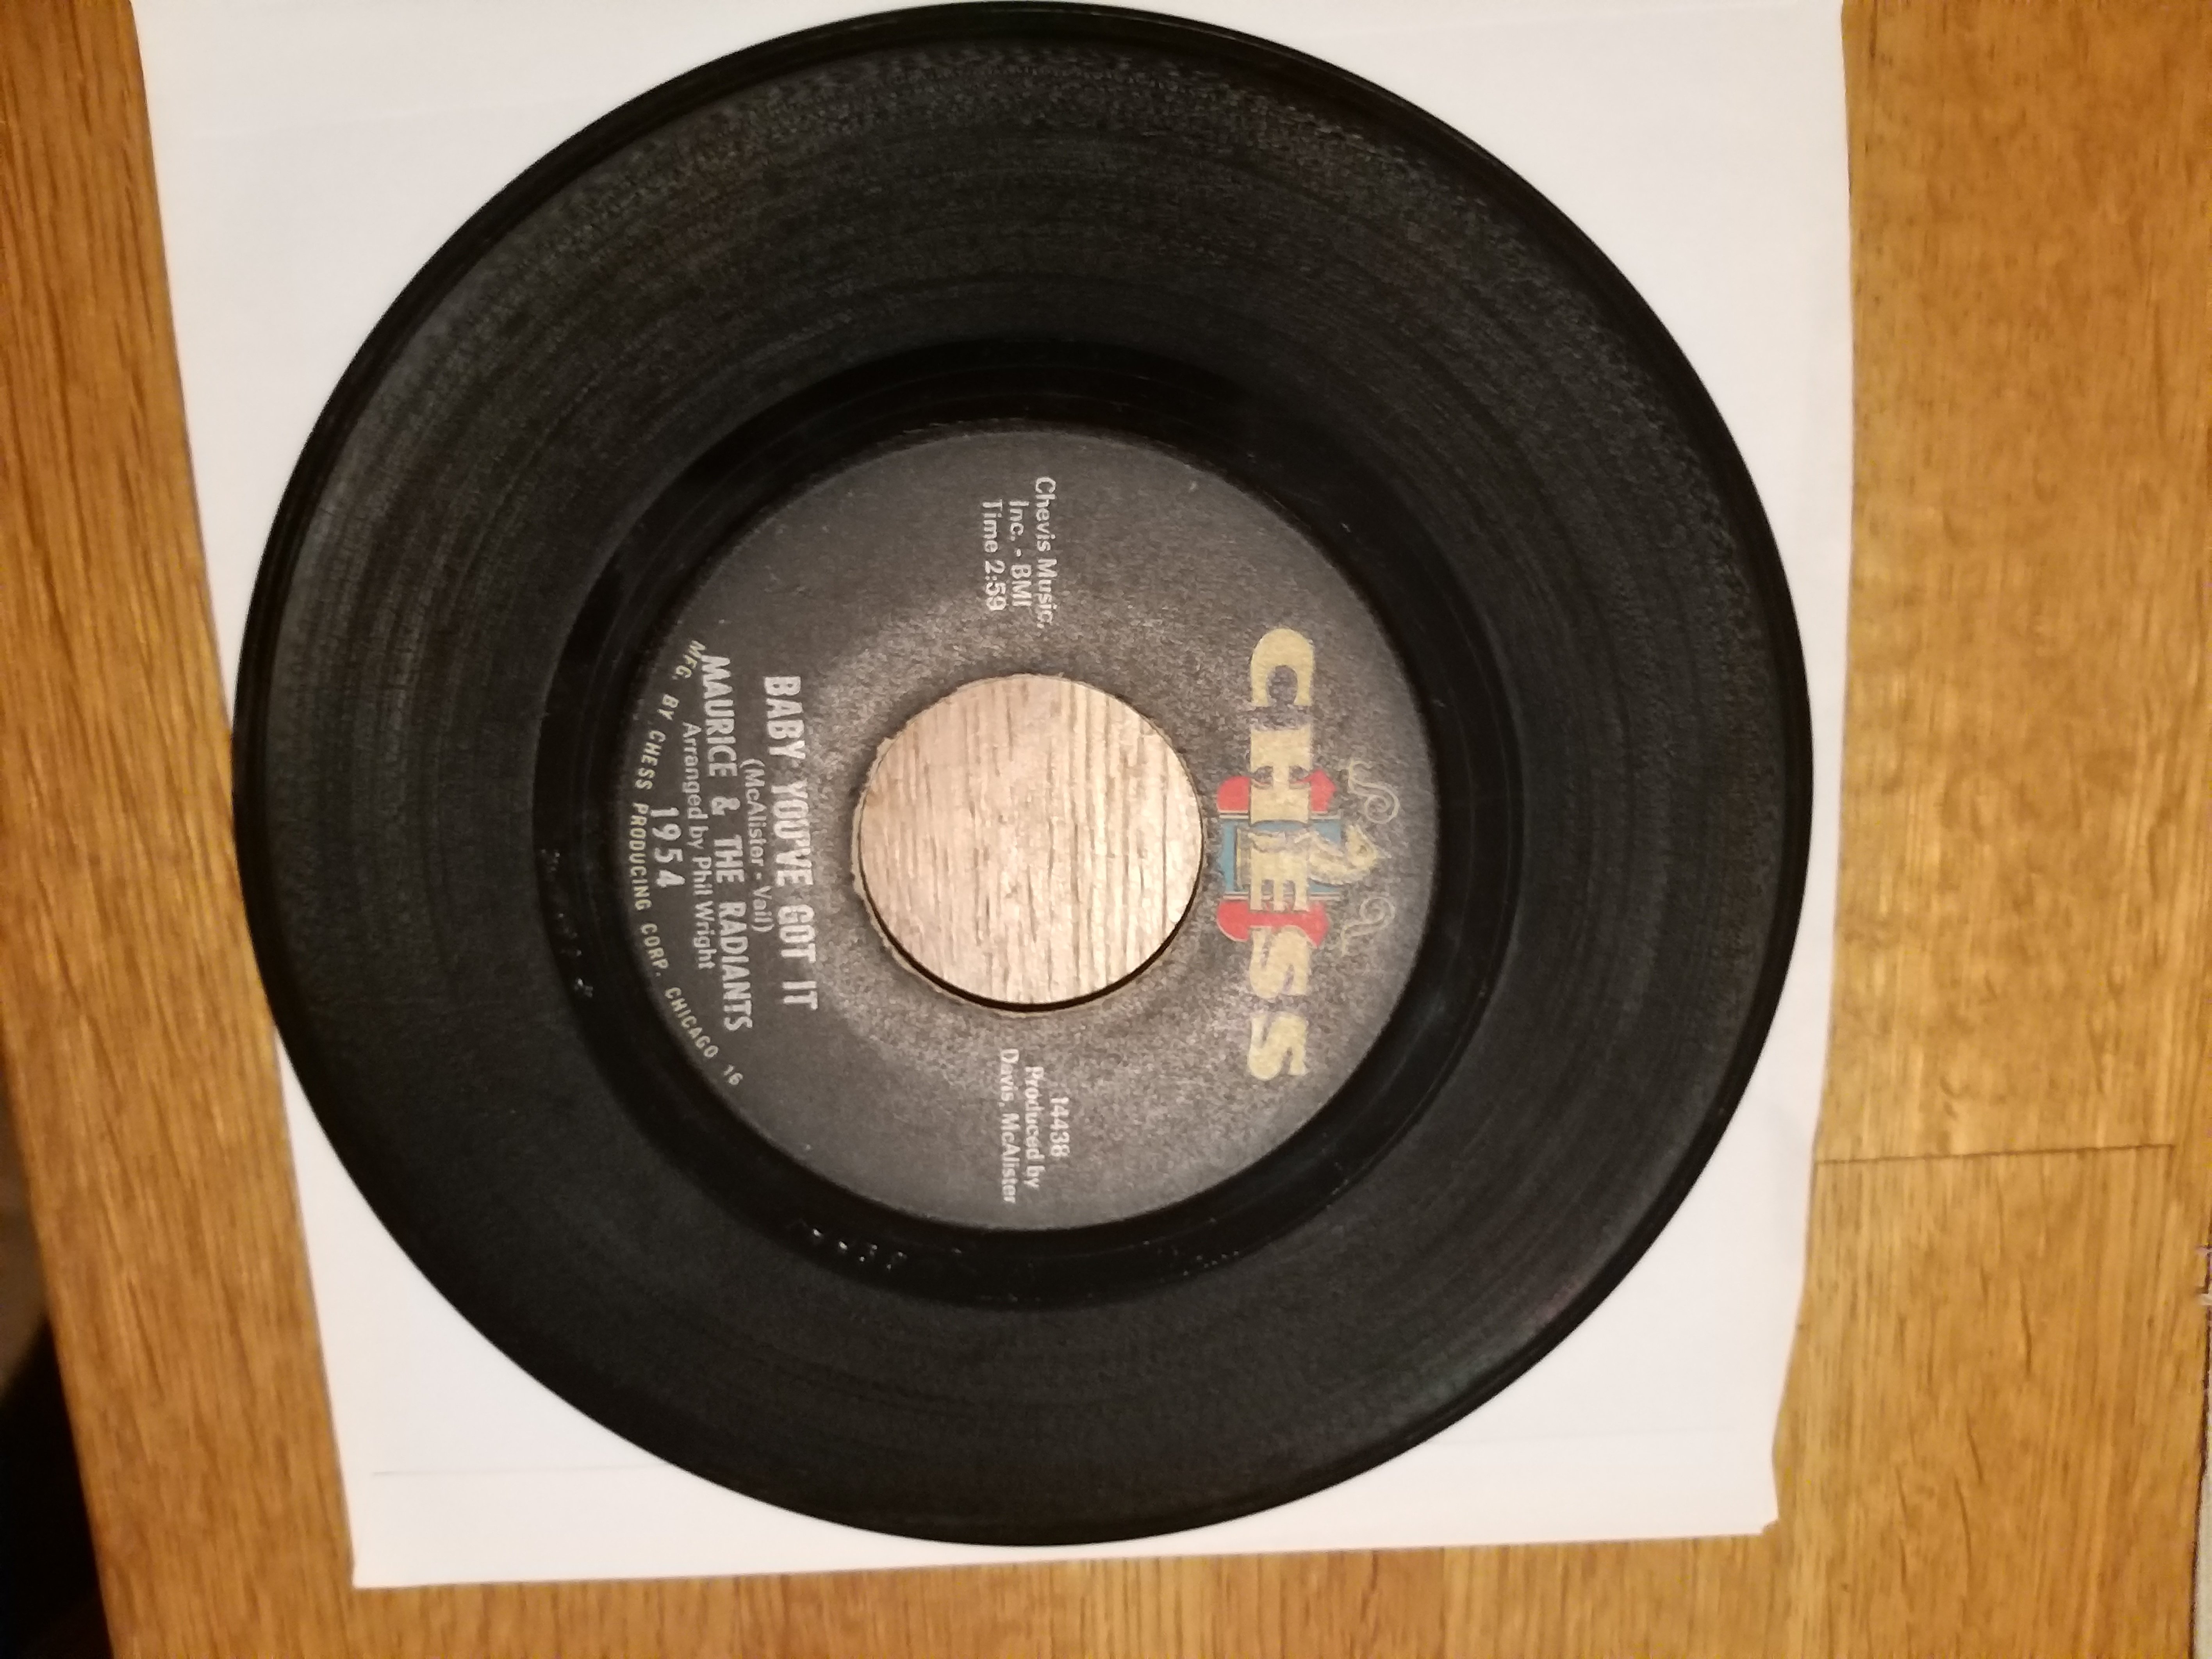 CHESS
Chevis Music,
Inc. - BMI
Time 2:59
14438
Produced by
Davis, McAlister
BABY YOU'VE GOT IT
(McAlister - Vail)
MAURICE & THE RADIANTS
Arranged by Phil Wright
1954
MFG. BY CHESS PRODUCING CORP. CHICAGO 16